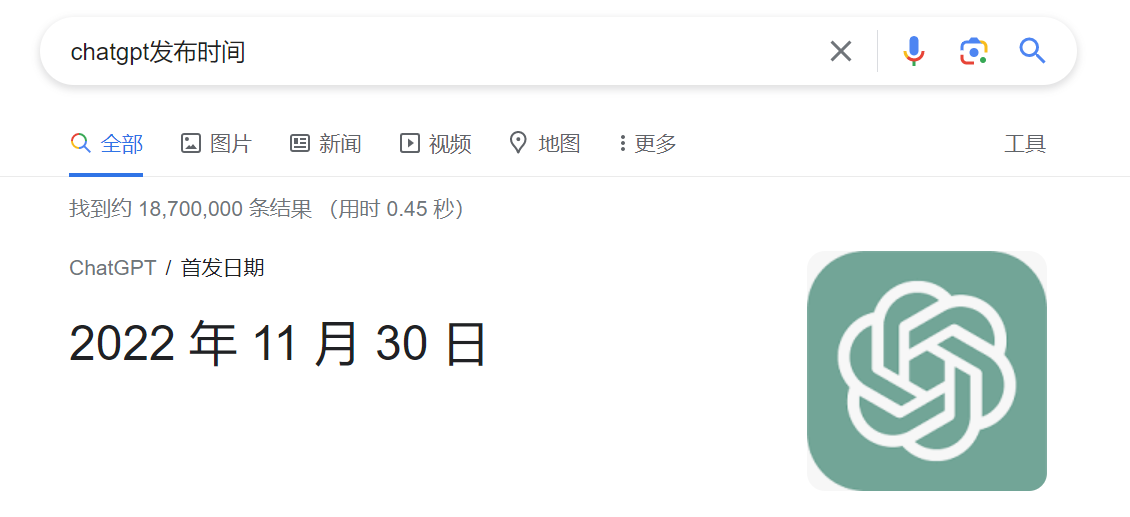 chatgpt发布时间
全部 图片 新闻 视频 地图 更多 工具
找到约 18,700,000 条结果 （用时 0.45 秒）
ChatGPT / 首发日期
2022 年 11 月 30 日